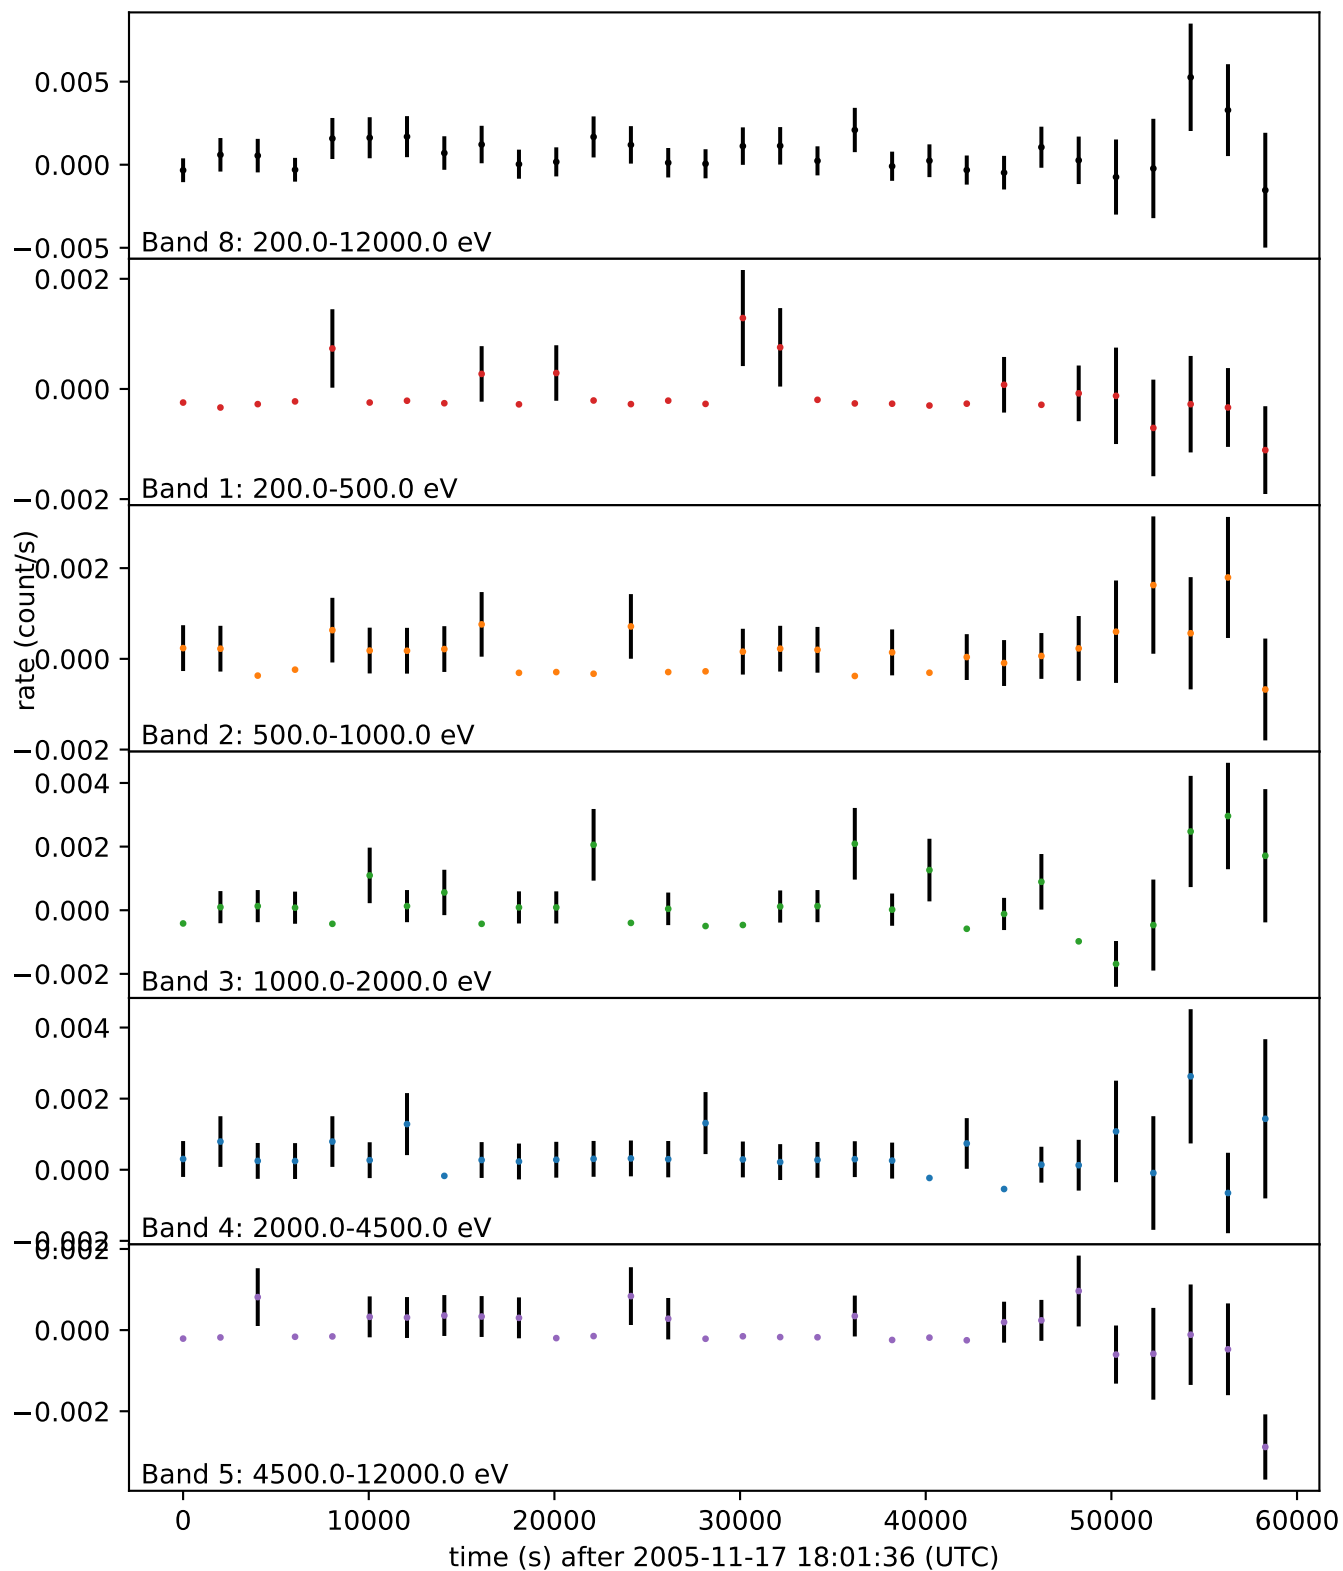 0.005
0.000
−0.005
Band 8: 200.0-12000.0 eV
0.002
0.000
−0.002
Band 1: 200.0-500.0 eV
rate (count/s)
0.002
0.000
−0.002
Band 2: 500.0-1000.0 eV
0.004
0.002
0.000
−0.002
Band 3: 1000.0-2000.0 eV
0.004
0.002
0.000
−0.002
Band 4: 2000.0-4500.0 eV
0.002
0.000
−0.002
Band 5: 4500.0-12000.0 eV
0 10000 20000 30000 40000 50000 60000
time (s) after 2005-11-17 18:01:36 (UTC)